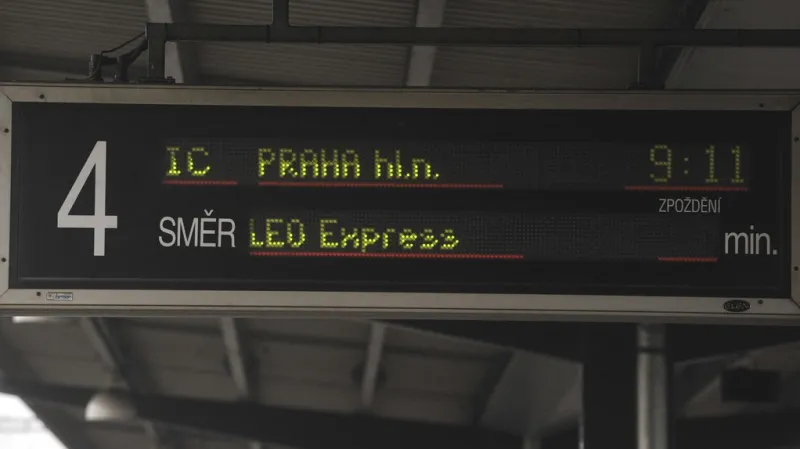 4
IC PRAHA hl.n. 9:11
ZPOŽDĚNÍ
SMĚR LEO Express min.